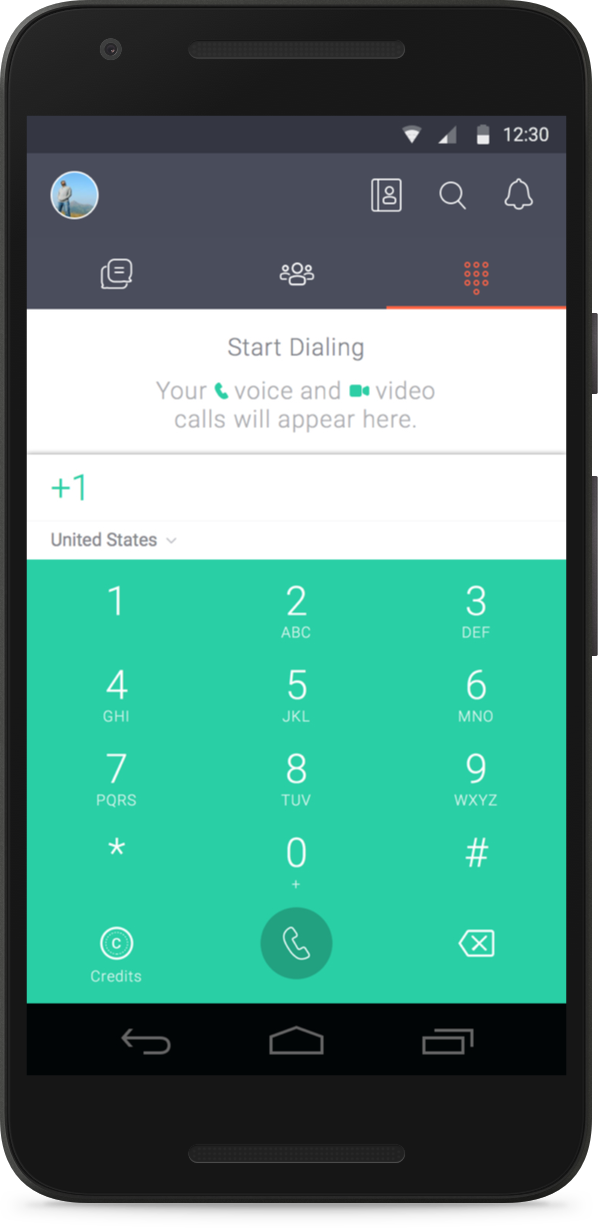 12:30
Start Dialing
Your voice and video
calls will appear here.
+1
United States
1 2 3
ABC DEF
4 5 6
GHI JKL MNO
7 8 9
PQRS TUV WXYZ
* 0 #
+
C
Credits